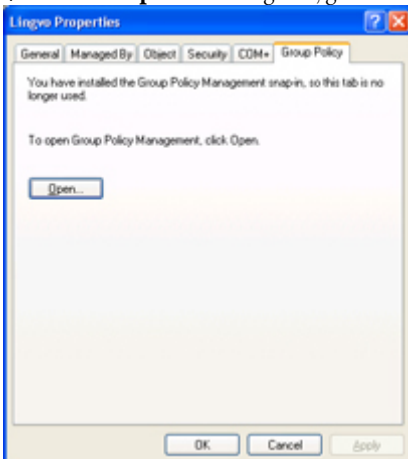 Lingvo Properties
General Managed By Object Security COM+ Group Policy
You have installed the Group Policy Management snap-in, so this tab is no
longer used.
To open Group Policy Management, click Open.
Open...
OK Cancel Apply